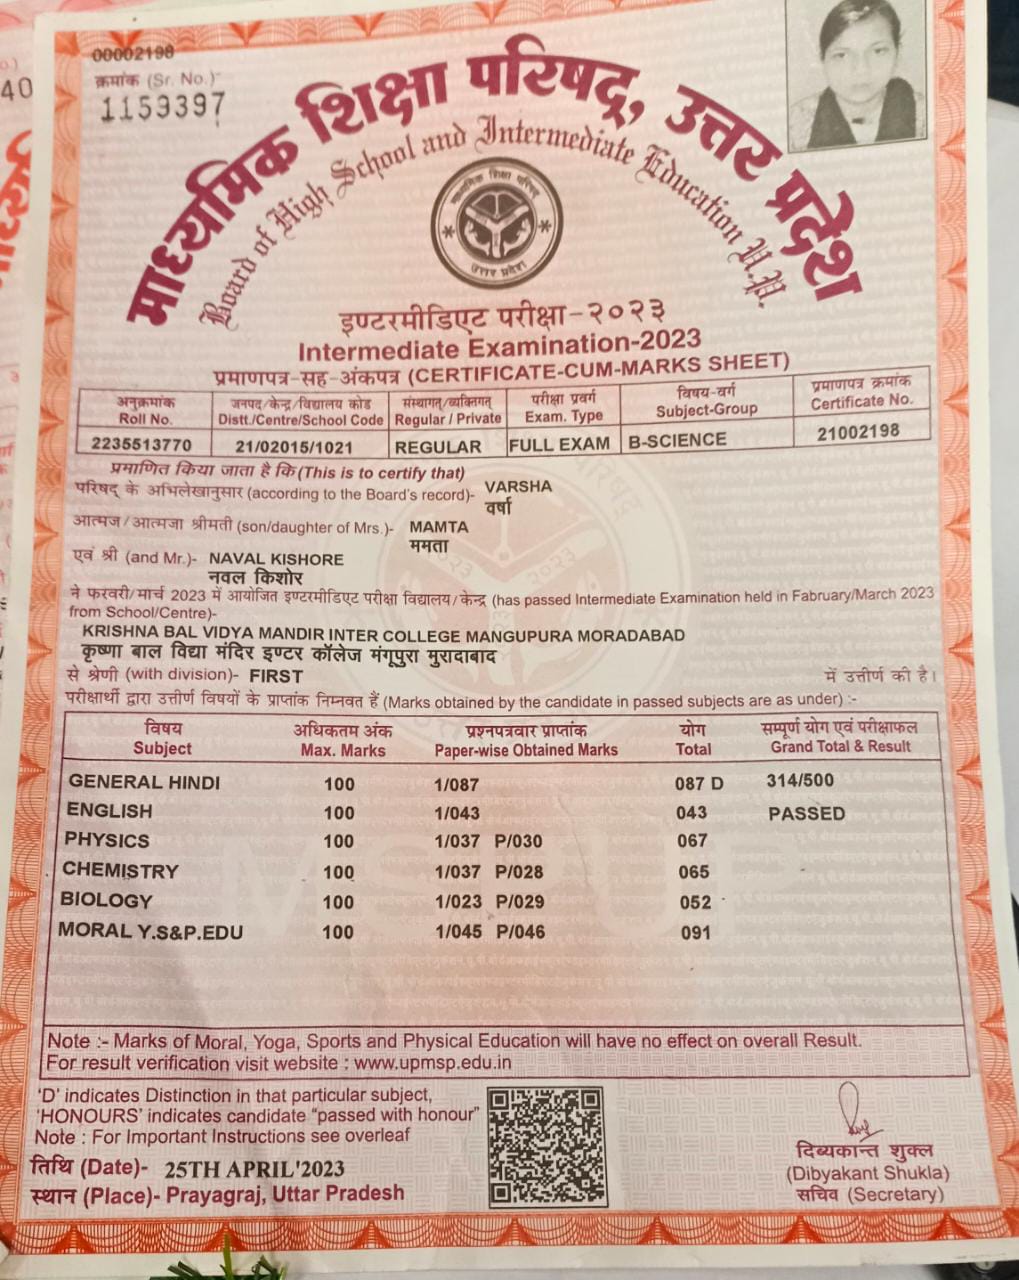 00002198
क्रमांक (Sr. No.)-
1159397
माध्यमिक शिक्षा परिषद्, उत्तर प्रदेश
Board of High School and Intermediate Education U.P.
माध्यमिक शिक्षा परिषद्
उत्तर प्रदेश
इण्टरमीडिएट परीक्षा-२०२३
Intermediate Examination-2023
प्रमाणपत्र-सह-अंकपत्र (CERTIFICATE-CUM-MARKS SHEET)
अनुक्रमांक जनपद/केन्द्र/विद्यालय कोड संस्थागत/व्यक्तिगत परीक्षा प्रवर्ग विषय-वर्ग प्रमाणपत्र क्रमांक
Roll No. Distt./Centre/School Code Regular / Private Exam. Type Subject-Group Certificate No.
2235513770 21/02015/1021 REGULAR FULL EXAM B-SCIENCE 21002198
प्रमाणित किया जाता है कि (This is to certify that)
परिषद् के अभिलेखानुसार (according to the Board's record)- VARSHA
वर्षा
आत्मज/आत्मजा श्रीमती (son/daughter of Mrs.)- MAMTA
ममता
एवं श्री (and Mr.)- NAVAL KISHORE
नवल किशोर
ने फरवरी/मार्च 2023 में आयोजित इण्टरमीडिएट परीक्षा विद्यालय/केन्द्र (has passed Intermediate Examination held in Fabruary/March 2023
from School/Centre)-
KRISHNA BAL VIDYA MANDIR INTER COLLEGE MANGUPURA MORADABAD
कृष्णा बाल विद्या मंदिर इण्टर कॉलेज मंगूपुरा मुरादाबाद
से श्रेणी (with division)- FIRST में उत्तीर्ण की है।
परीक्षार्थी द्वारा उत्तीर्ण विषयों के प्राप्तांक निम्नवत हैं (Marks obtained by the candidate in passed subjects are as under) :-
विषय अधिकतम अंक प्रश्नपत्रवार प्राप्तांक योग सम्पूर्ण योग एवं परीक्षाफल
Subject Max. Marks Paper-wise Obtained Marks Total Grand Total & Result
GENERAL HINDI 100 1/087 087 D 314/500
ENGLISH 100 1/043 043 PASSED
PHYSICS 100 1/037 P/030 067
CHEMISTRY 100 1/037 P/028 065
BIOLOGY 100 1/023 P/029 052
MORAL Y.S&P.EDU 100 1/045 P/046 091
Note :- Marks of Moral, Yoga, Sports and Physical Education will have no effect on overall Result.
For result verification visit website : www.upmsp.edu.in
'D' indicates Distinction in that particular subject,
'HONOURS' indicates candidate "passed with honour"
Note : For Important Instructions see overleaf
तिथि (Date)- 25TH APRIL'2023
स्थान (Place)- Prayagraj, Uttar Pradesh
दिब्यकान्त शुक्ल
(Dibyakant Shukla)
सचिव (Secretary)